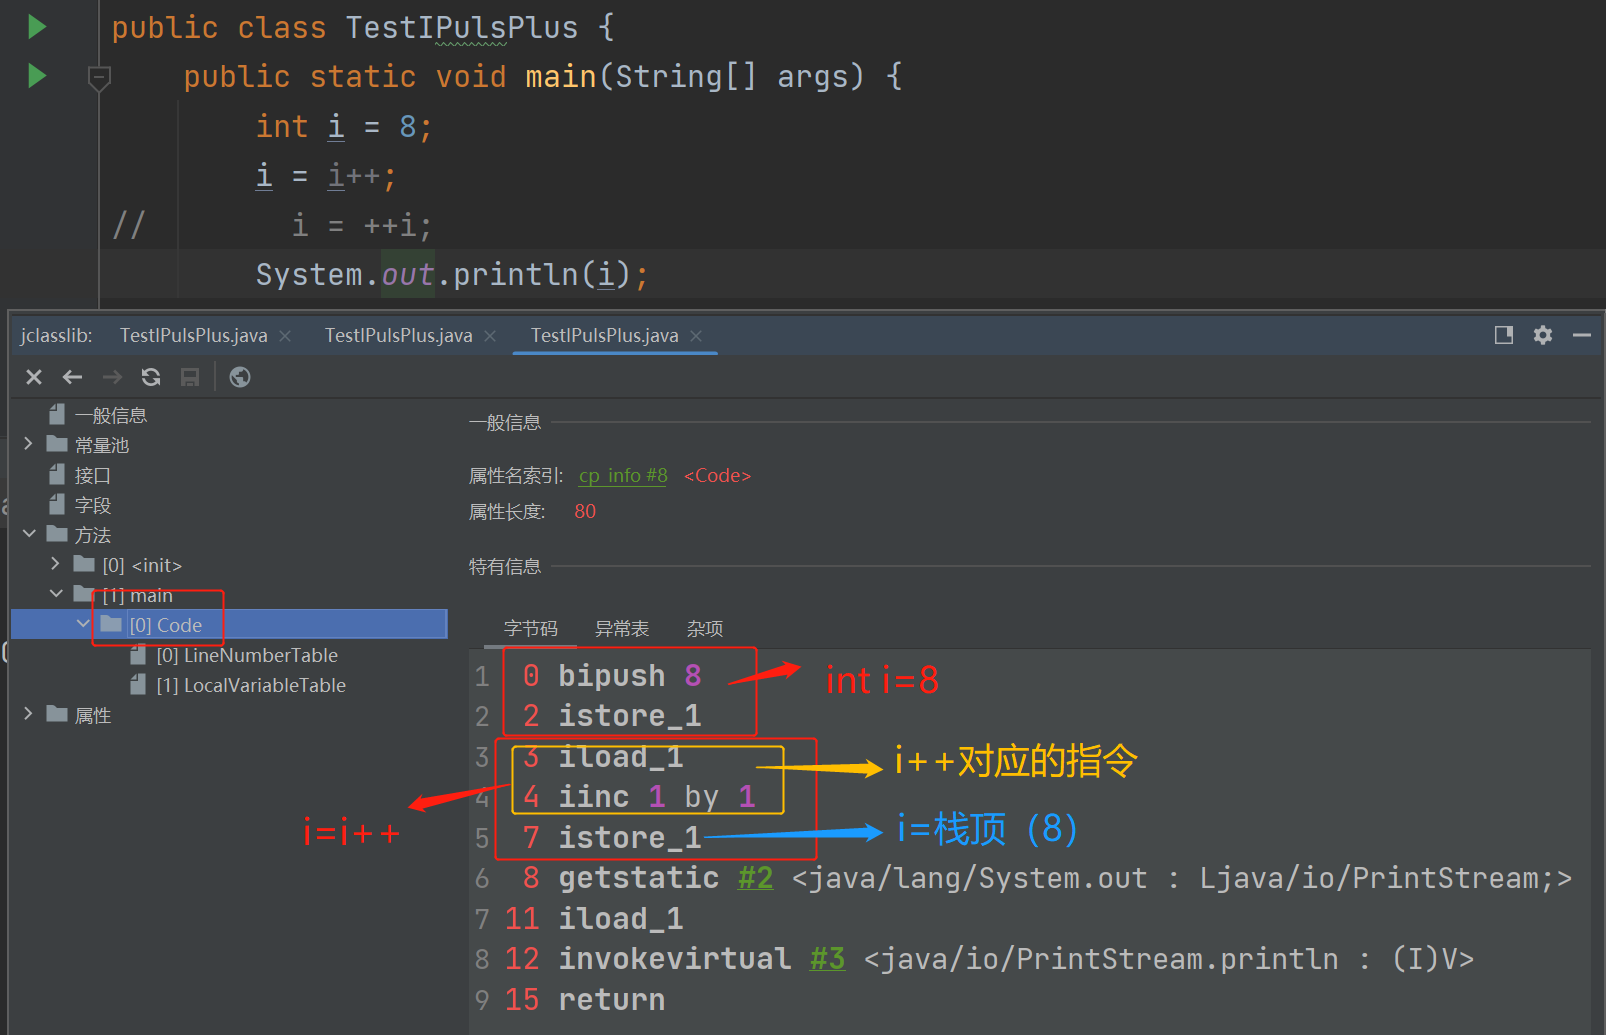 public class TestIPulsPlus {
public static void main(String[] args) {
int i = 8;
i = i++;
// i = ++i;
System.out.println(i);
jclasslib: TestIPulsPlus.java TestIPulsPlus.java TestIPulsPlus.java
一般信息
常量池
接口
字段
方法
[0] <init>
[1] main
[0] Code
[0] LineNumberTable
[1] LocalVariableTable
属性
一般信息
属性名索引: cp_info #8 <Code>
属性长度: 80
特有信息
字节码 异常表 杂项
1 0 bipush 8
2 2 istore_1
3 3 iload_1
4 4 iinc 1 by 1
5 7 istore_1
6 8 getstatic #2 <java/lang/System.out : Ljava/io/PrintStream;>
7 11 iload_1
8 12 invokevirtual #3 <java/io/PrintStream.println : (I)V>
9 15 return
int i=8
i++对应的指令
i=i++
i=栈顶（8）